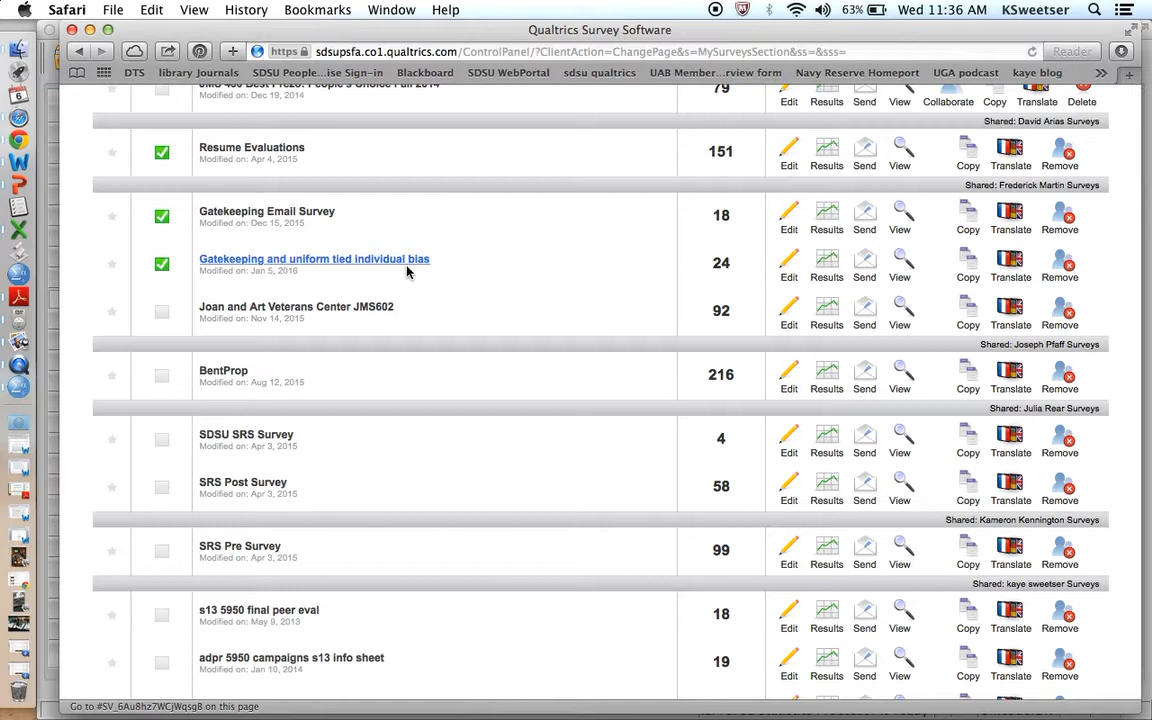 Safari File Edit View History Bookmarks Window Help 63% Wed 11:36 AM KSweetser
Qualtrics Survey Software
https sdsupsfa.co1.qualtrics.com/ControlPanel/?ClientAction=ChangePage&s=MySurveysSection&ss=&sss= Reader
DTS library Journals SDSU People...ise Sign-in Blackboard SDSU WebPortal sdsu qualtrics UAB Member...rview form Navy Reserve Homeport UGA podcast kaye blog
79
Modified on: Dec 19, 2014 Edit Results Send View Collaborate Copy Translate Delete
Shared: David Arias Surveys
Resume Evaluations 151
Modified on: Apr 4, 2015 Edit Results Send View Copy Translate Remove
Shared: Frederick Martin Surveys
Gatekeeping Email Survey 18
Modified on: Dec 15, 2015 Edit Results Send View Copy Translate Remove
Gatekeeping and uniform tied individual bias 24
Modified on: Jan 5, 2016 Edit Results Send View Copy Translate Remove
Joan and Art Veterans Center JMS602 92
Modified on: Nov 14, 2015 Edit Results Send View Copy Translate Remove
Shared: Joseph Pfaff Surveys
BentProp 216
Modified on: Aug 12, 2015 Edit Results Send View Copy Translate Remove
Shared: Julia Rear Surveys
SDSU SRS Survey 4
Modified on: Apr 3, 2015 Edit Results Send View Copy Translate Remove
SRS Post Survey 58
Modified on: Apr 3, 2015 Edit Results Send View Copy Translate Remove
Shared: Kameron Kennington Surveys
SRS Pre Survey 99
Modified on: Apr 3, 2015 Edit Results Send View Copy Translate Remove
Shared: kaye sweetser Surveys
s13 5950 final peer eval 18
Modified on: May 9, 2013 Edit Results Send View Copy Translate Remove
adpr 5950 campaigns s13 info sheet 19
Modified on: Jan 10, 2014 Edit Results Send View Copy Translate Remove
Go to #SV_6Au8hz7WCjWqsgB on this page